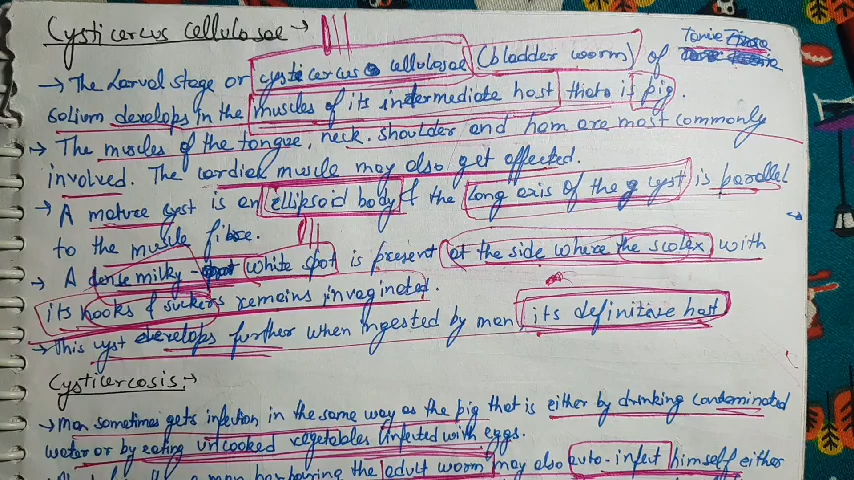 Cysticercus cellulosae →
→ The larval stage or cysticercus cellulosae (bladder worm) of Taenia
solium develops in the muscles of its intermediate host thats is pig.
→ The muscles of the tongue, neck, shoulder and ham are most commonly
involved. The cardiac muscle may also get affected.
→ A mature cyst is an ellipsoid body & the long axis of the cyst is parallel
to the muscle fibre.
→ A dense milky - white spot is present at the side where the scolex with
its hooks & suckers remains invaginated.
→ This cyst develops further when ingested by man its definitive host
Cysticercosis :→
→ Man sometimes gets infection in the same way as the pig that is either by drinking contaminated
water or by eating uncooked vegetables infected with eggs.
a man harbouring the adult worm may also auto-infect himself either